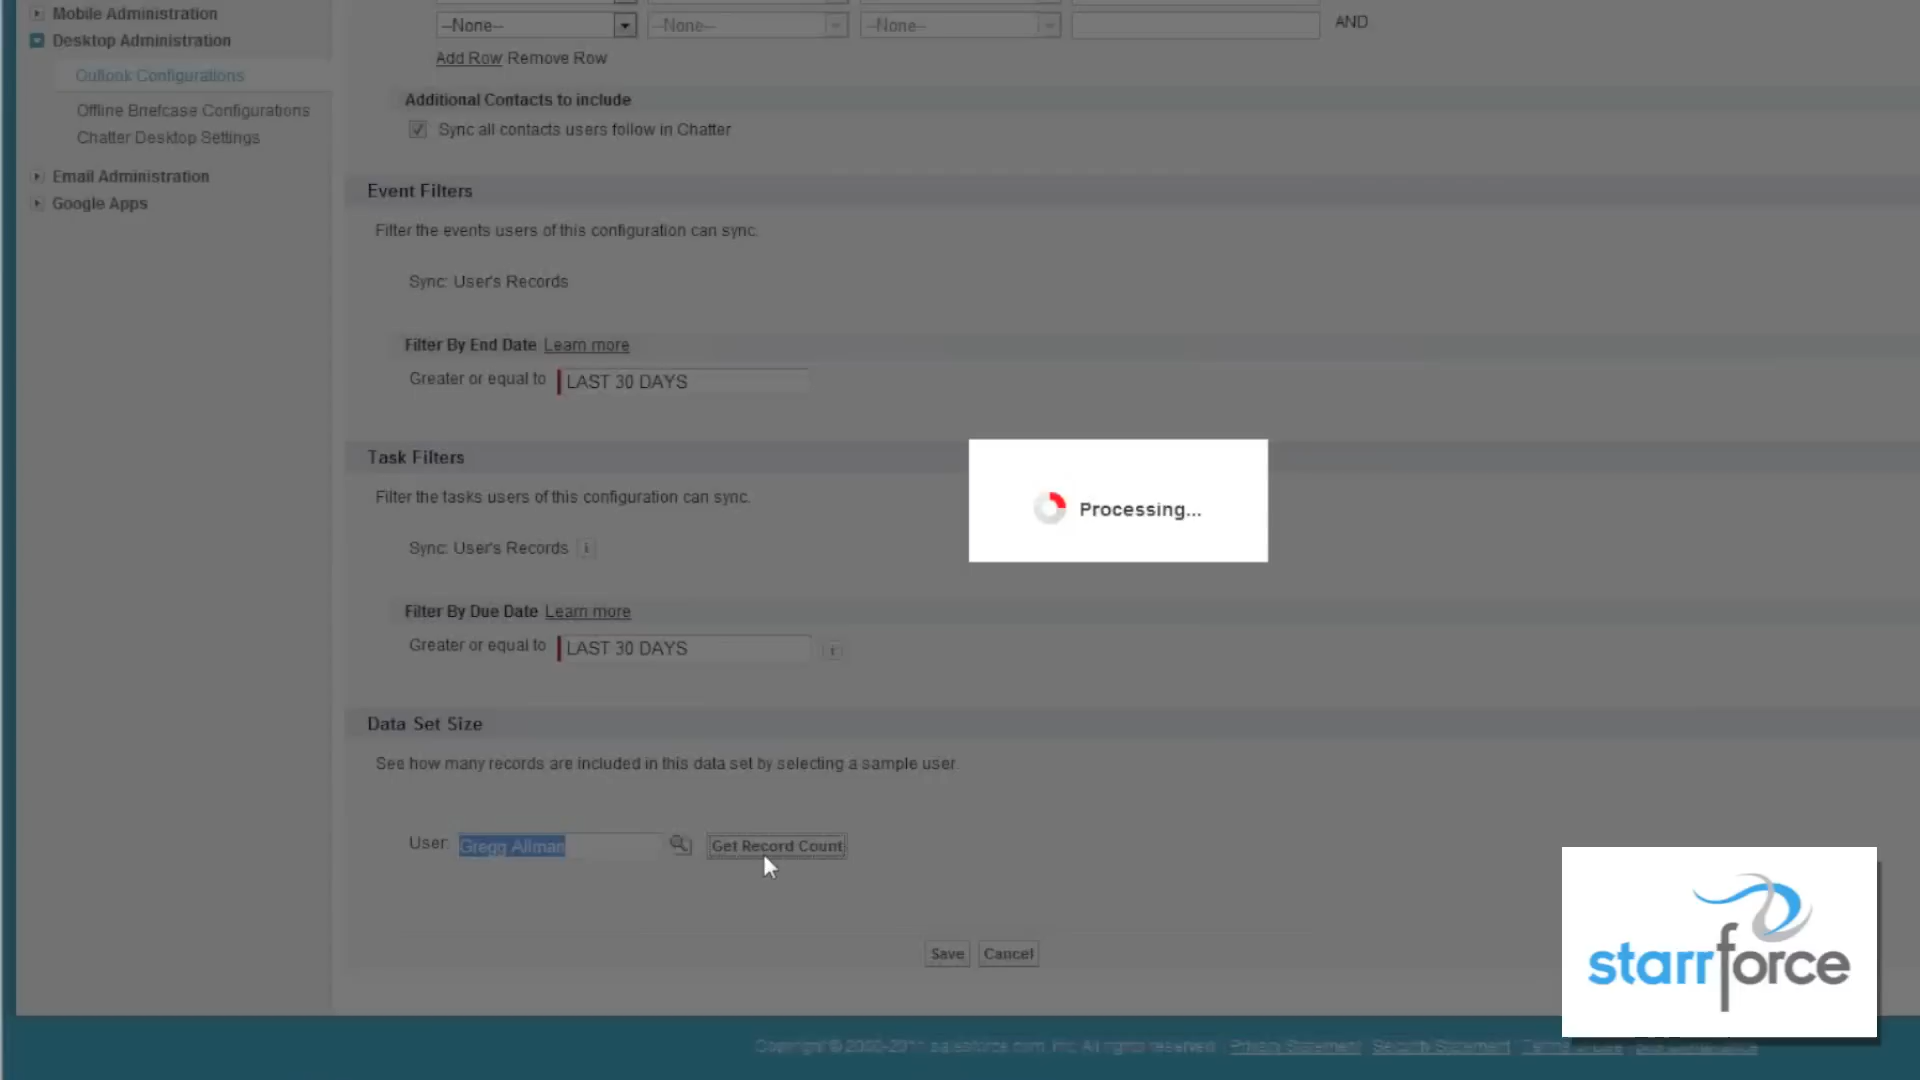 Mobile Administration
Desktop Administration
Outlook Configurations
Offline Briefcase Configurations
Chatter Desktop Settings
Email Administration
Google Apps
--None-- --None-- --None-- AND
Add Row Remove Row
Additional Contacts to include
Sync all contacts users follow in Chatter
Event Filters
Filter the events users of this configuration can sync.
Sync: User's Records
Filter By End Date Learn more
Greater or equal to LAST 30 DAYS
Task Filters
Filter the tasks users of this configuration can sync.
Sync: User's Records i
Filter By Due Date Learn more
Greater or equal to LAST 30 DAYS i
Processing...
Data Set Size
See how many records are included in this data set by selecting a sample user.
User: Gregg Allman Get Record Count
Save Cancel
starrforce
salesforce.com, inc. All rights reserved. Privacy Statement Security Statement Terms of Use